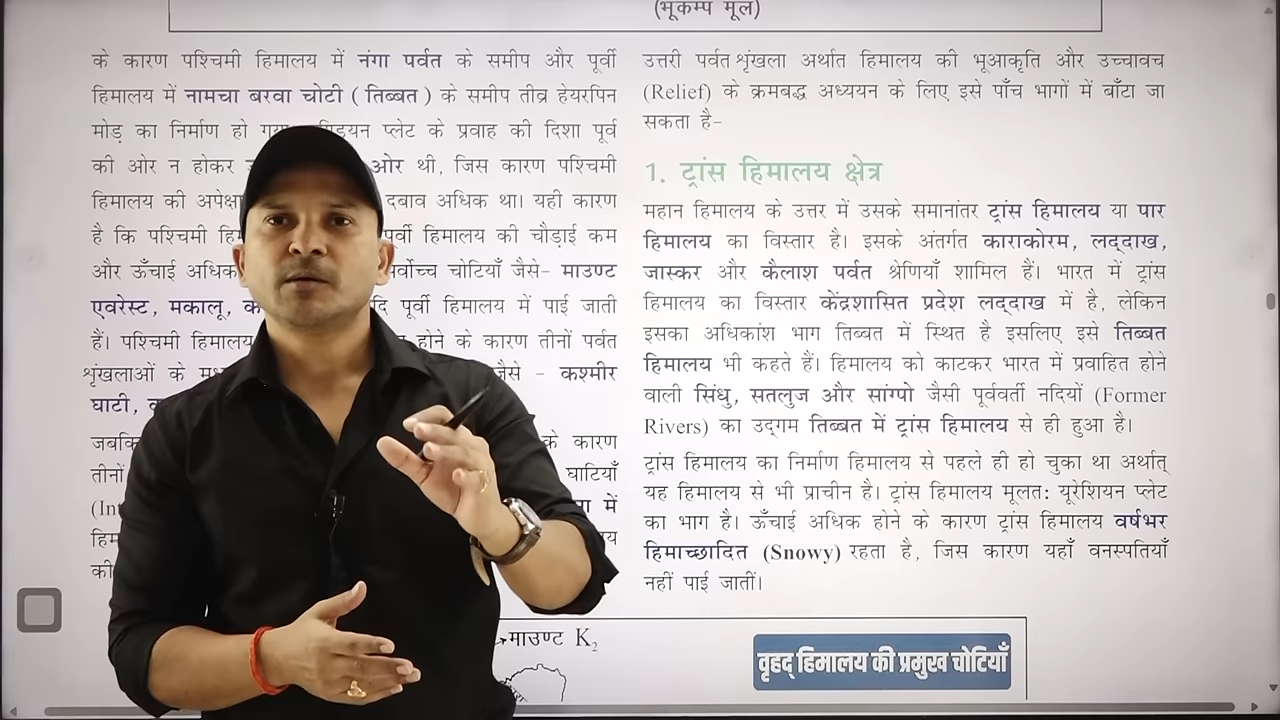 (भूकम्प मूल)
के कारण पश्चिमी हिमालय में नंगा पर्वत के समीप और पूर्वी
हिमालय में नामचा बरवा चोटी ( तिब्बत ) के समीप तीव्र हेयरपिन
मोड़ का निर्माण हो प्लेट के प्रवाह की दिशा पूर्व
की ओर न होकर ओर थी, जिस कारण पश्चिमी
हिमालय की अपेक्षा दबाव अधिक था। यही कारण
है कि पश्चिमी पूर्वी हिमालय की चौड़ाई कम
और ऊँचाई अधिक चोटियाँ जैसे– माउण्ट
एवरेस्ट, मकालू, पूर्वी हिमालय में पाई जाती
हैं। पश्चिमी हिमालय होने के कारण तीनों पर्वत
शृंखलाओं के जैसे – कश्मीर
घाटी,
के कारण
तीनों घाटियाँ
में
की
→माउण्ट K2
उत्तरी पर्वत शृंखला अर्थात हिमालय की भूआकृति और उच्चावच
(Relief) के क्रमबद्ध अध्ययन के लिए इसे पाँच भागों में बाँटा जा
सकता है–
1. ट्रांस हिमालय क्षेत्र
महान हिमालय के उत्तर में उसके समानांतर ट्रांस हिमालय या पार
हिमालय का विस्तार है। इसके अंतर्गत काराकोरम, लद्दाख,
जास्कर और कैलाश पर्वत श्रेणियाँ शामिल हैं। भारत में ट्रांस
हिमालय का विस्तार केंद्रशासित प्रदेश लद्दाख में है, लेकिन
इसका अधिकांश भाग तिब्बत में स्थित है इसलिए इसे तिब्बत
हिमालय भी कहते हैं। हिमालय को काटकर भारत में प्रवाहित होने
वाली सिंधु, सतलुज और सांग्पो जैसी पूर्ववर्ती नदियों (Former
Rivers) का उद्गम तिब्बत में ट्रांस हिमालय से ही हुआ है।
ट्रांस हिमालय का निर्माण हिमालय से पहले ही हो चुका था अर्थात्
यह हिमालय से भी प्राचीन है। ट्रांस हिमालय मूलत: यूरेशियन प्लेट
का भाग है। ऊँचाई अधिक होने के कारण ट्रांस हिमालय वर्षभर
हिमाच्छादित (Snowy) रहता है, जिस कारण यहाँ वनस्पतियाँ
नहीं पाई जातीं।
वृहद् हिमालय की प्रमुख चोटियाँ